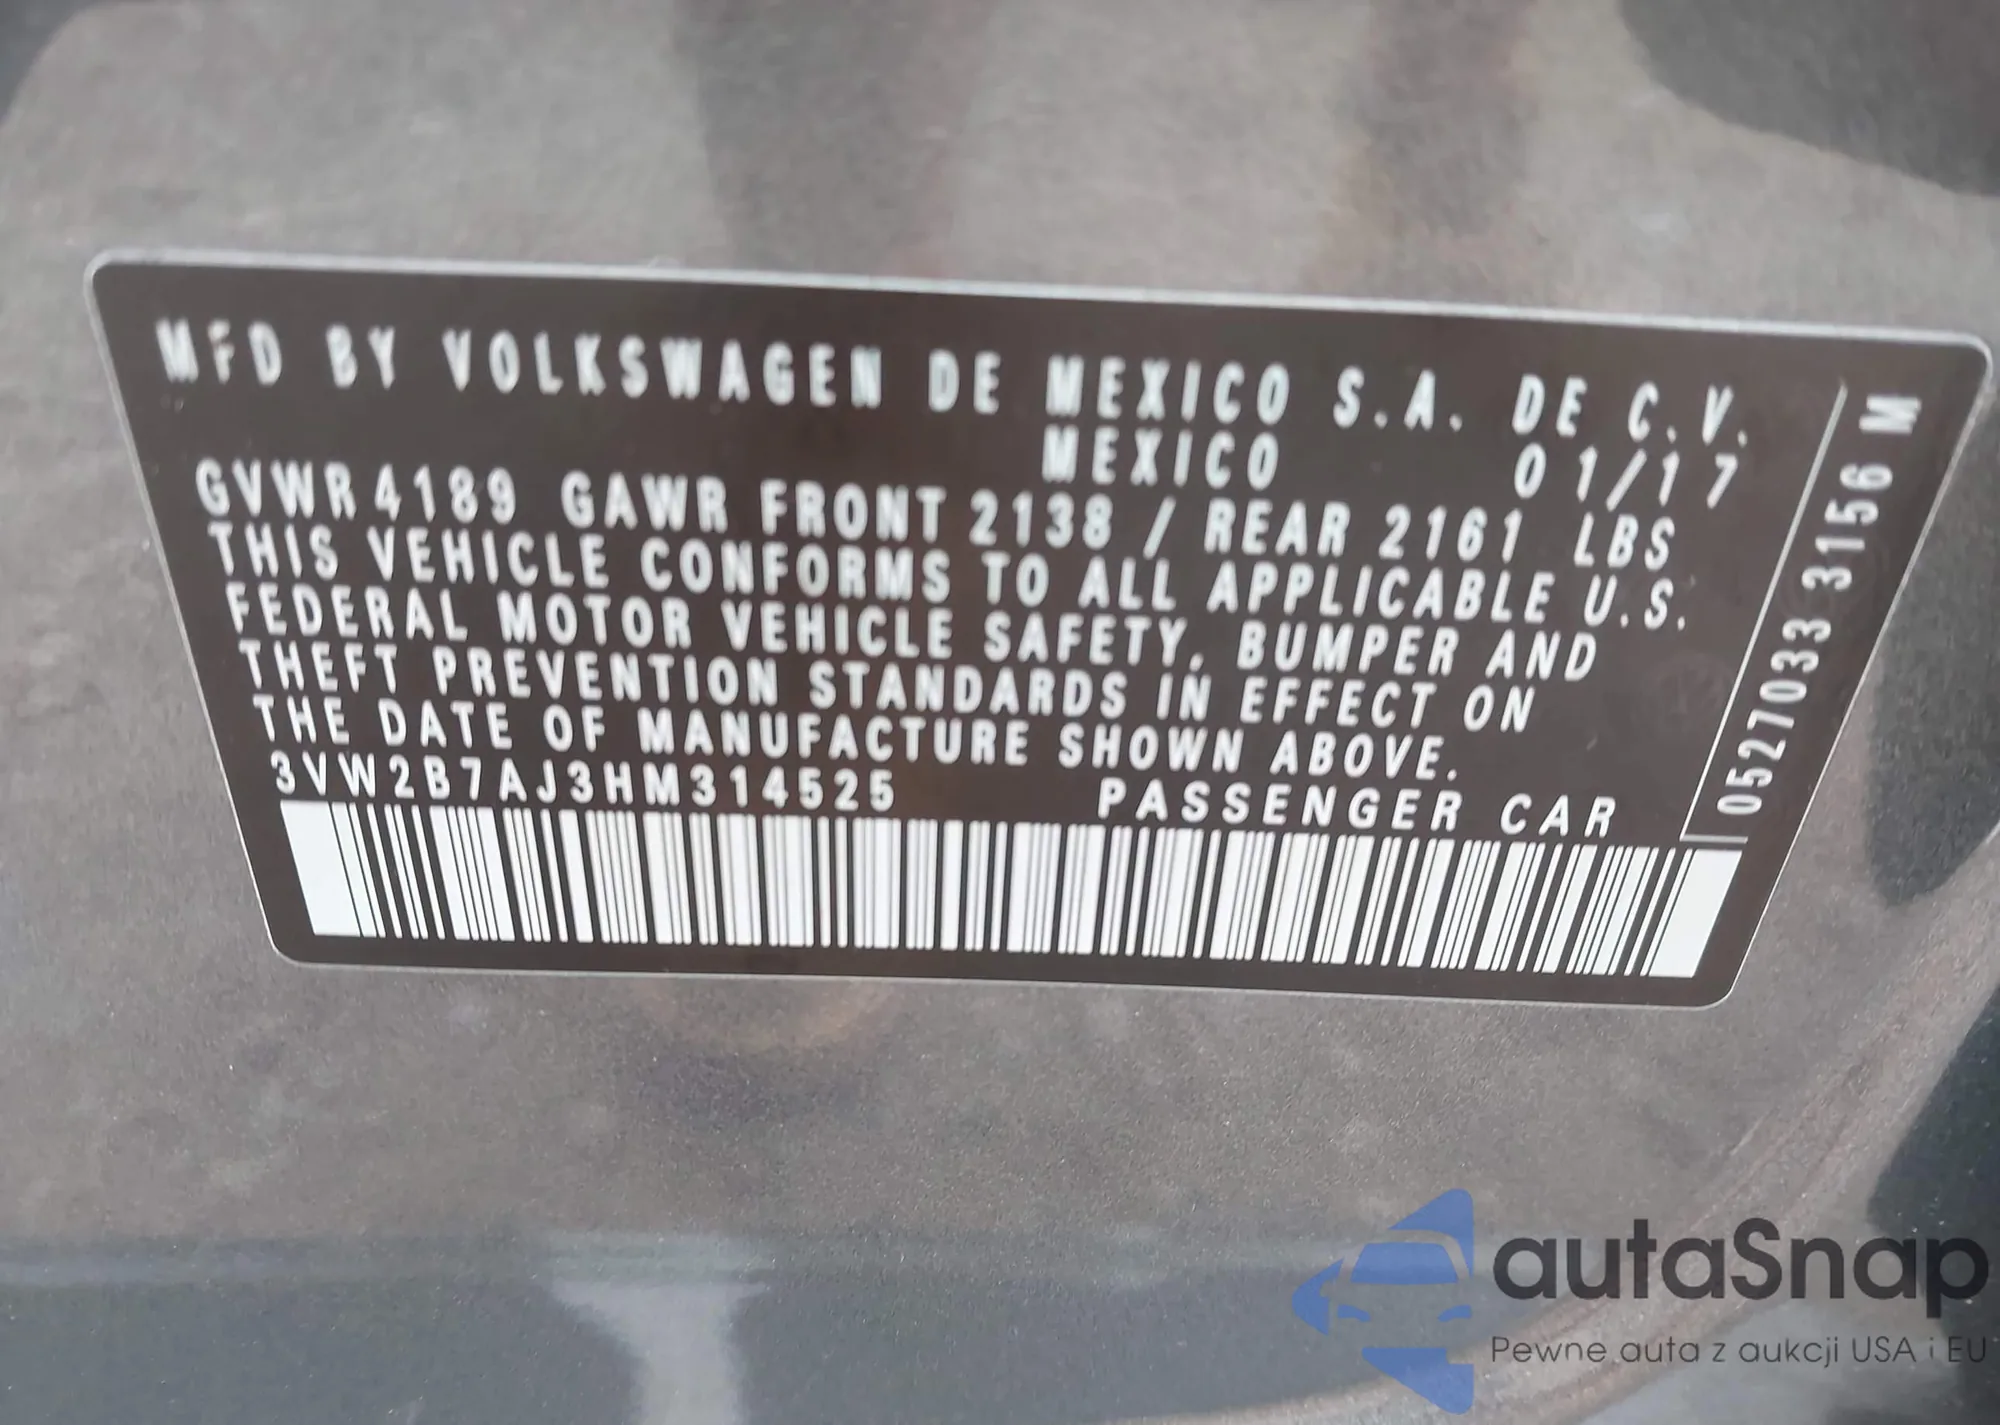 MFD BY VOLKSWAGEN DE MEXICO S.A. DE C.V.
MEXICO 01/17
GVWR 4189 GAWR FRONT 2138 / REAR 2161 LBS
THIS VEHICLE CONFORMS TO ALL APPLICABLE U.S.
FEDERAL MOTOR VEHICLE SAFETY, BUMPER AND
THEFT PREVENTION STANDARDS IN EFFECT ON
THE DATE OF MANUFACTURE SHOWN ABOVE.
3VW2B7AJ3HM314525 PASSENGER CAR
0527033 3156 M
autaSnap
Pewne auta z aukcji USA i EU